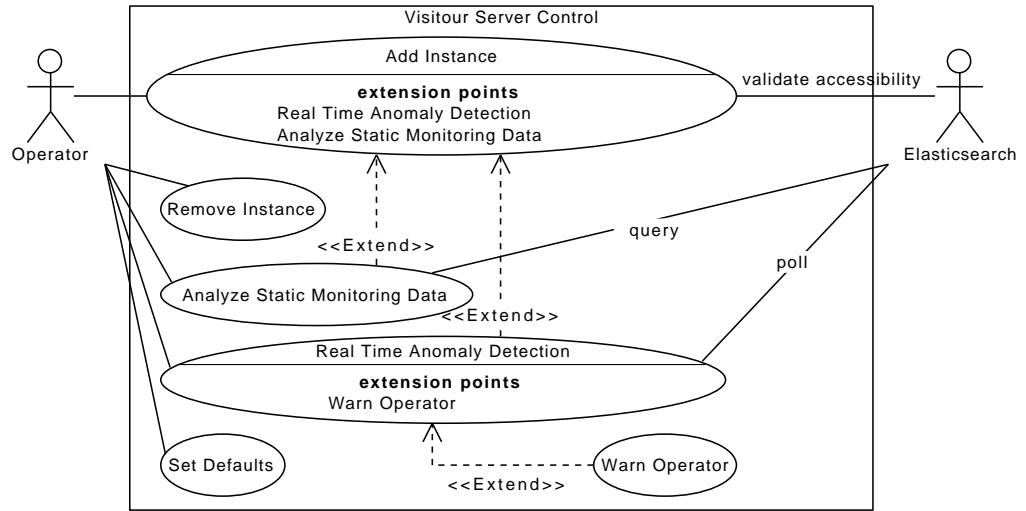 Visitour Server Control
Add Instance
validate accessibility
extension points
Real Time Anomaly Detection
Analyze Static Monitoring Data
Operator
Elasticsearch
Remove Instance
query
<<Extend>>
poll
Analyze Static Monitoring Data
<<Extend>>
Real Time Anomaly Detection
extension points
Warn Operator
Set Defaults
Warn Operator
<<Extend>>